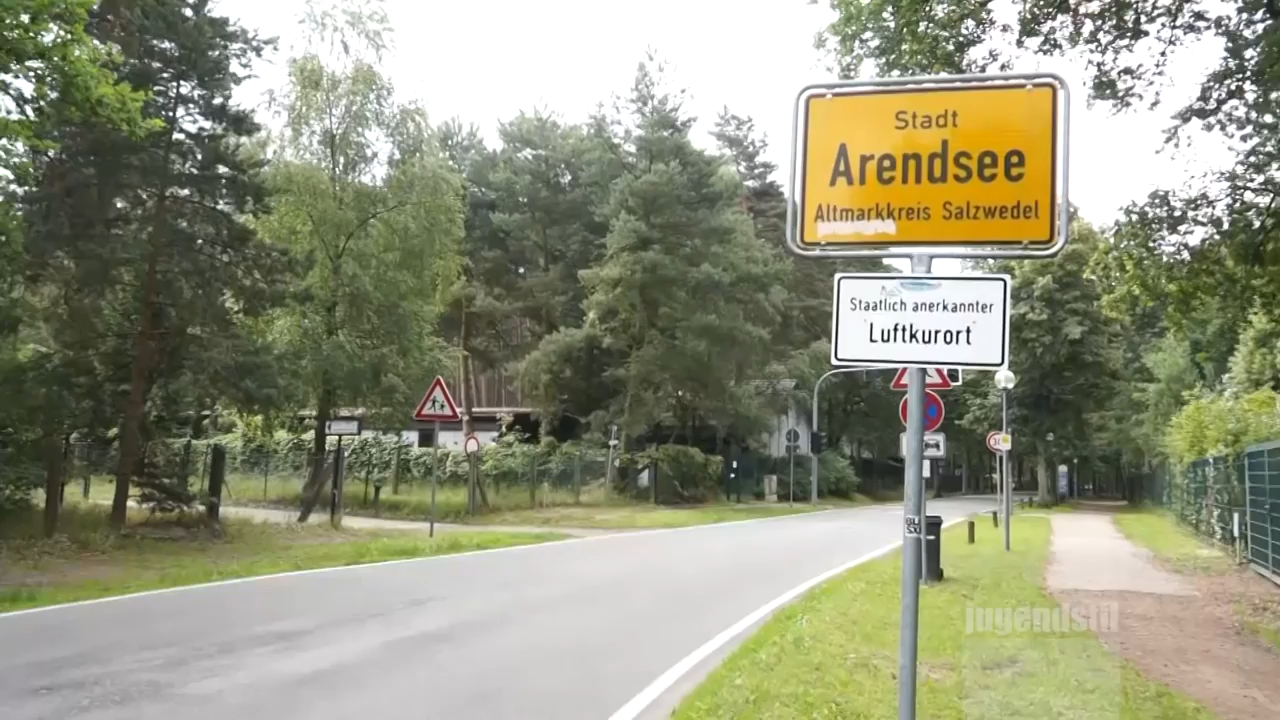 Stadt
Arendsee
Altmarkkreis Salzwedel
Staatlich anerkannter
Luftkurort
jugendstil